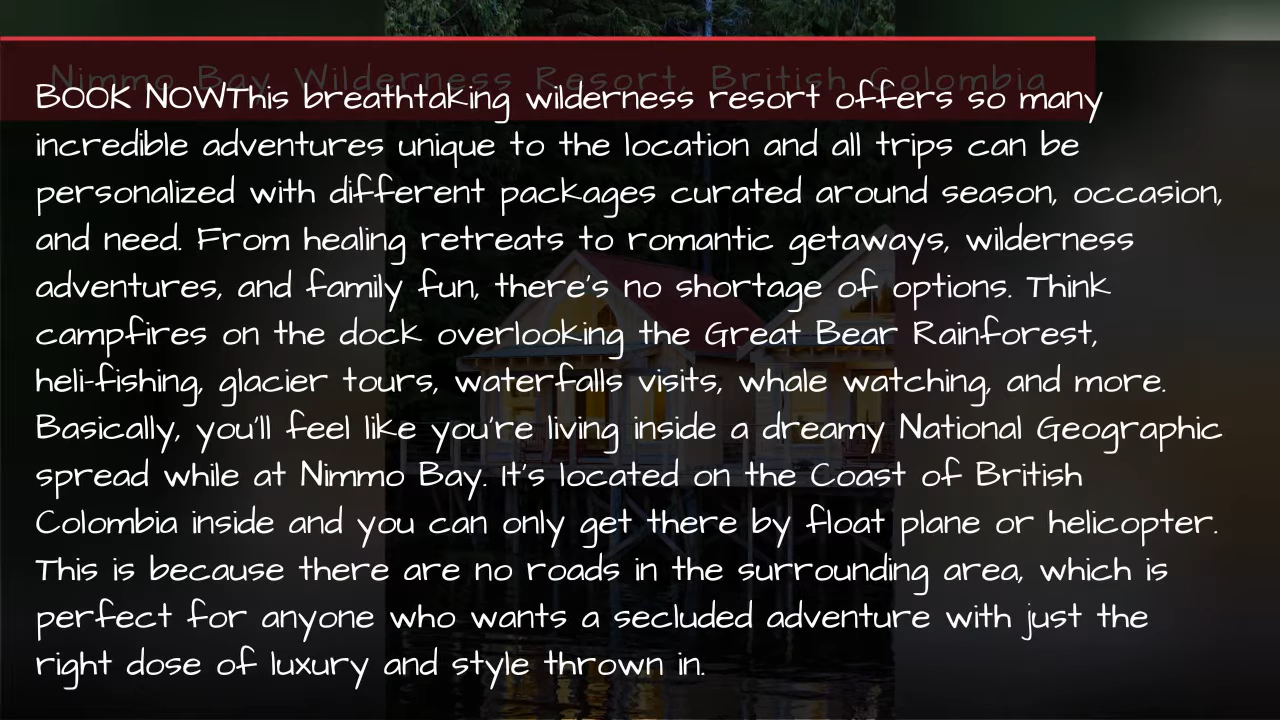 Nimmo Bay Wilderness Resort, British Colombia
BOOK NOWThis breathtaking wilderness resort offers so many
incredible adventures unique to the location and all trips can be
personalized with different packages curated around season, occasion,
and need. From healing retreats to romantic getaways, wilderness
adventures, and family fun, there's no shortage of options. Think
campfires on the dock overlooking the Great Bear Rainforest,
heli-fishing, glacier tours, waterfalls visits, whale watching, and more.
Basically, you'll feel like you're living inside a dreamy National Geographic
spread while at Nimmo Bay. It's located on the Coast of British
Colombia inside and you can only get there by float plane or helicopter.
This is because there are no roads in the surrounding area, which is
perfect for anyone who wants a secluded adventure with just the
right dose of luxury and style thrown in.